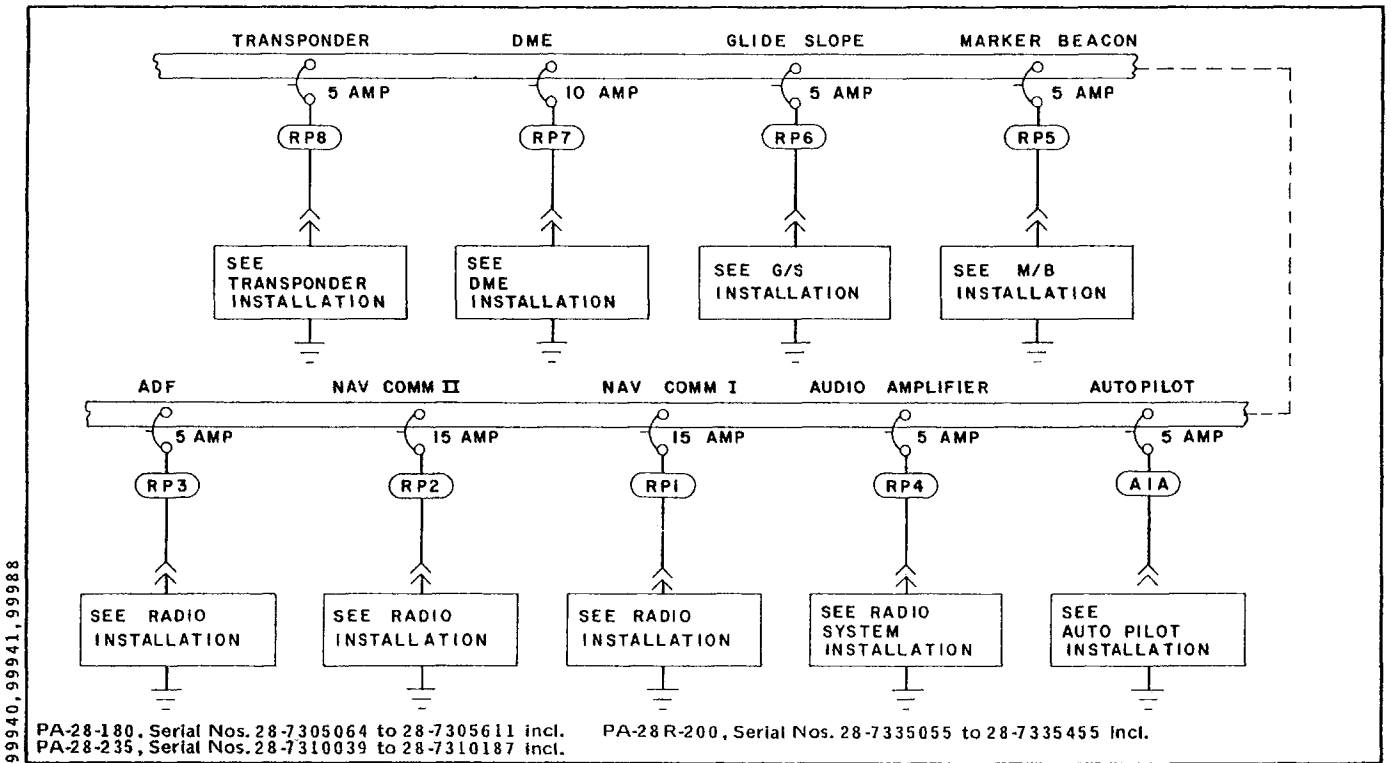 TRANSPONDER DME GLIDE SLOPE MARKER BEACON
5 AMP 10 AMP 5 AMP 5 AMP
RP8 RP7 RP6 RP5
SEE
TRANSPONDER
INSTALLATION
SEE
DME
INSTALLATION
SEE G/S
INSTALLATION
SEE M/B
INSTALLATION
ADF NAV COMM II NAV COMM I AUDIO AMPLIFIER AUTOPILOT
5 AMP 15 AMP 15 AMP 5 AMP 5 AMP
RP3 RP2 RP1 RP4 A1A
SEE RADIO
INSTALLATION
SEE RADIO
INSTALLATION
SEE RADIO
INSTALLATION
SEE RADIO
SYSTEM
INSTALLATION
SEE
AUTO PILOT
INSTALLATION
PA-28-180, Serial Nos. 28-7305064 to 28-7305611 incl. PA-28R-200, Serial Nos. 28-7335055 to 28-7335455 incl.
PA-28-235, Serial Nos. 28-7310039 to 28-7310187 incl.
99940, 99941, 99988